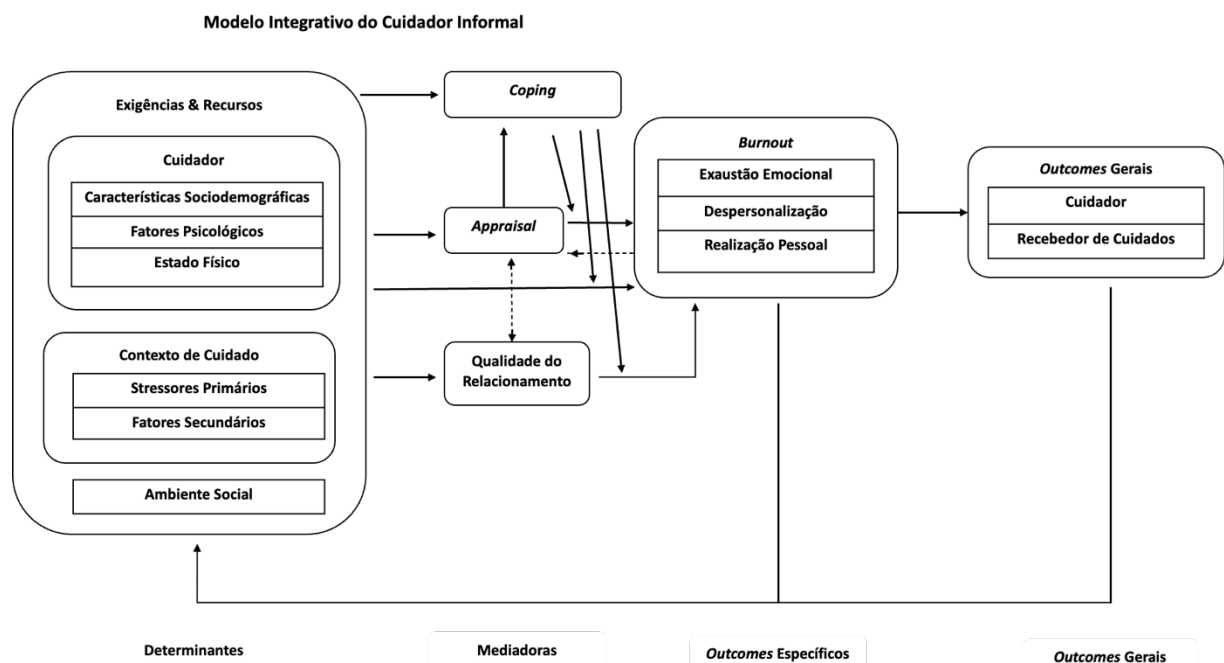 Modelo Integrativo do Cuidador Informal
Exigências & Recursos
Cuidador
Características Sociodemográficas
Fatores Psicológicos
Estado Físico
Contexto de Cuidado
Stressores Primários
Fatores Secundários
Ambiente Social
Coping
Appraisal
Qualidade do
Relacionamento
Burnout
Exaustão Emocional
Despersonalização
Realização Pessoal
Outcomes Gerais
Cuidador
Recebedor de Cuidados
Determinantes
Mediadoras
Outcomes Específicos
Outcomes Gerais